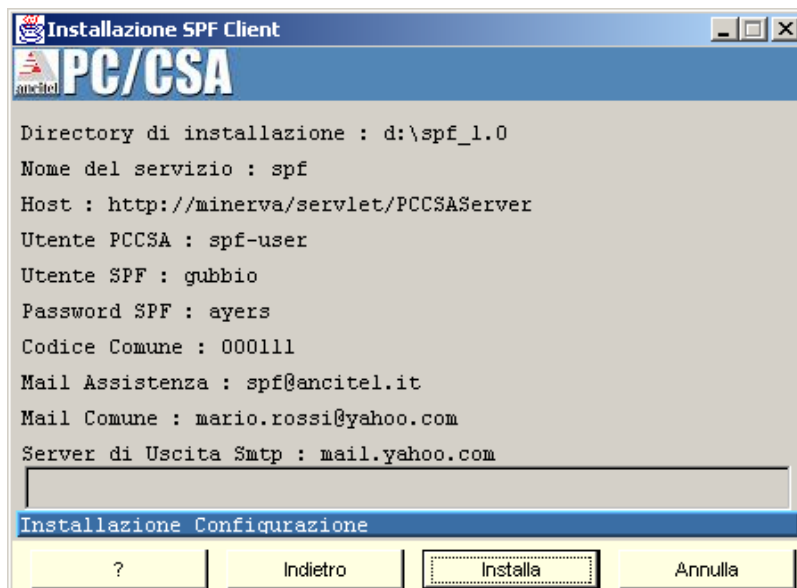 Installazione SPF Client
ancitel PC/CSA
Directory di installazione : d:\spf_1.0
Nome del servizio : spf
Host : http://minerva/servlet/PCCSAServer
Utente PCCSA : spf-user
Utente SPF : gubbio
Password SPF : ayers
Codice Comune : 000111
Mail Assistenza : spf@ancitel.it
Mail Comune : mario.rossi@yahoo.com
Server di Uscita Smtp : mail.yahoo.com
Installazione Configurazione
? Indietro Installa Annulla